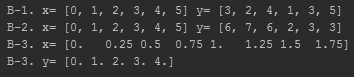 B-1. x= [0, 1, 2, 3, 4, 5] y= [3, 2, 4, 1, 3, 5]
B-2. x= [0, 1, 2, 3, 4, 5] y= [6, 7, 6, 2, 3, 3]
B-3. x= [0.   0.25 0.5  0.75 1.   1.25 1.5  1.75]
B-3. y= [0. 1. 2. 3. 4.]